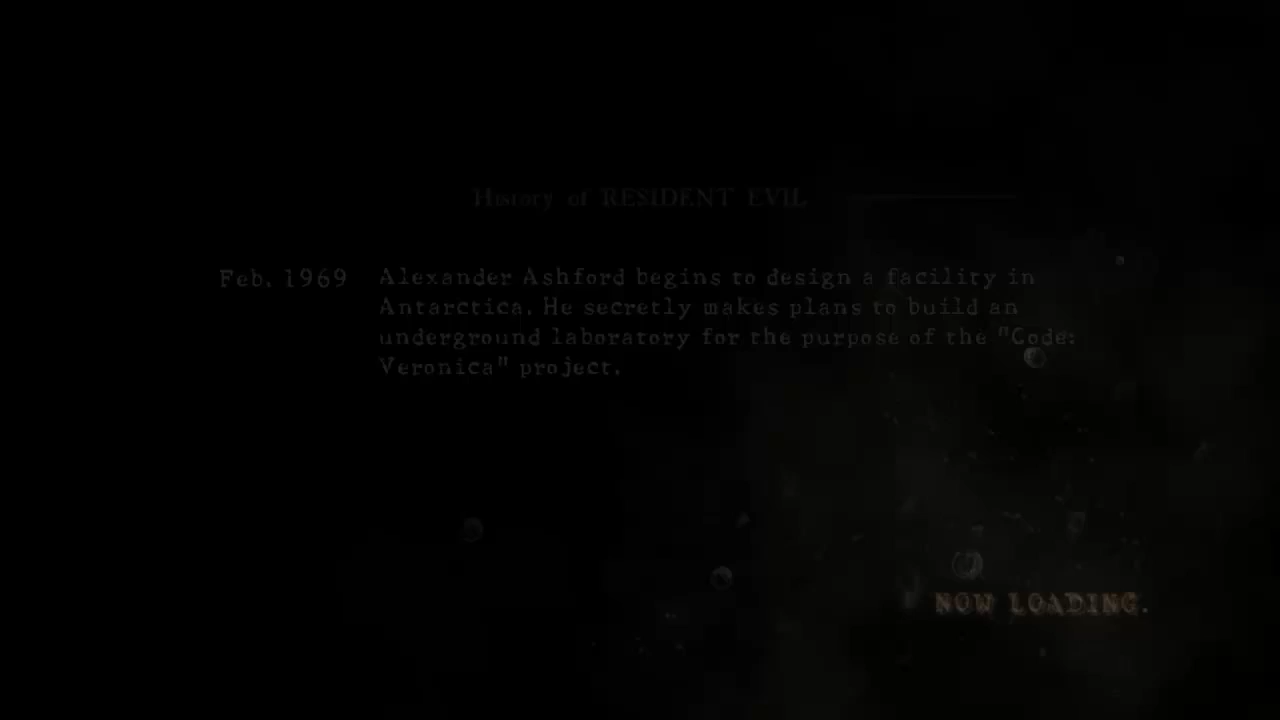 History of RESIDENT EVIL
Feb. 1969 Alexander Ashford begins to design a facility in
Antarctica. He secretly makes plans to build an
underground laboratory for the purpose of the "Code:
Veronica" project.
NOW LOADING.